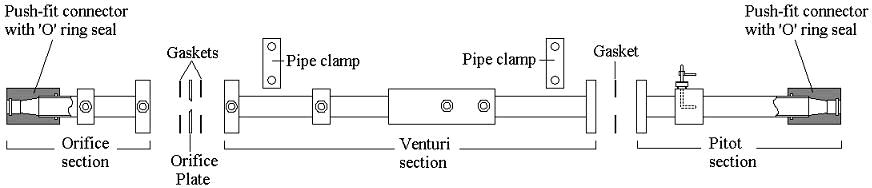 Push-fit connector
with 'O' ring seal
Gaskets
Pipe clamp
Pipe clamp
Gasket
Push-fit connector
with 'O' ring seal
Orifice
section
Orifice
Plate
Venturi
section
Pitot
section